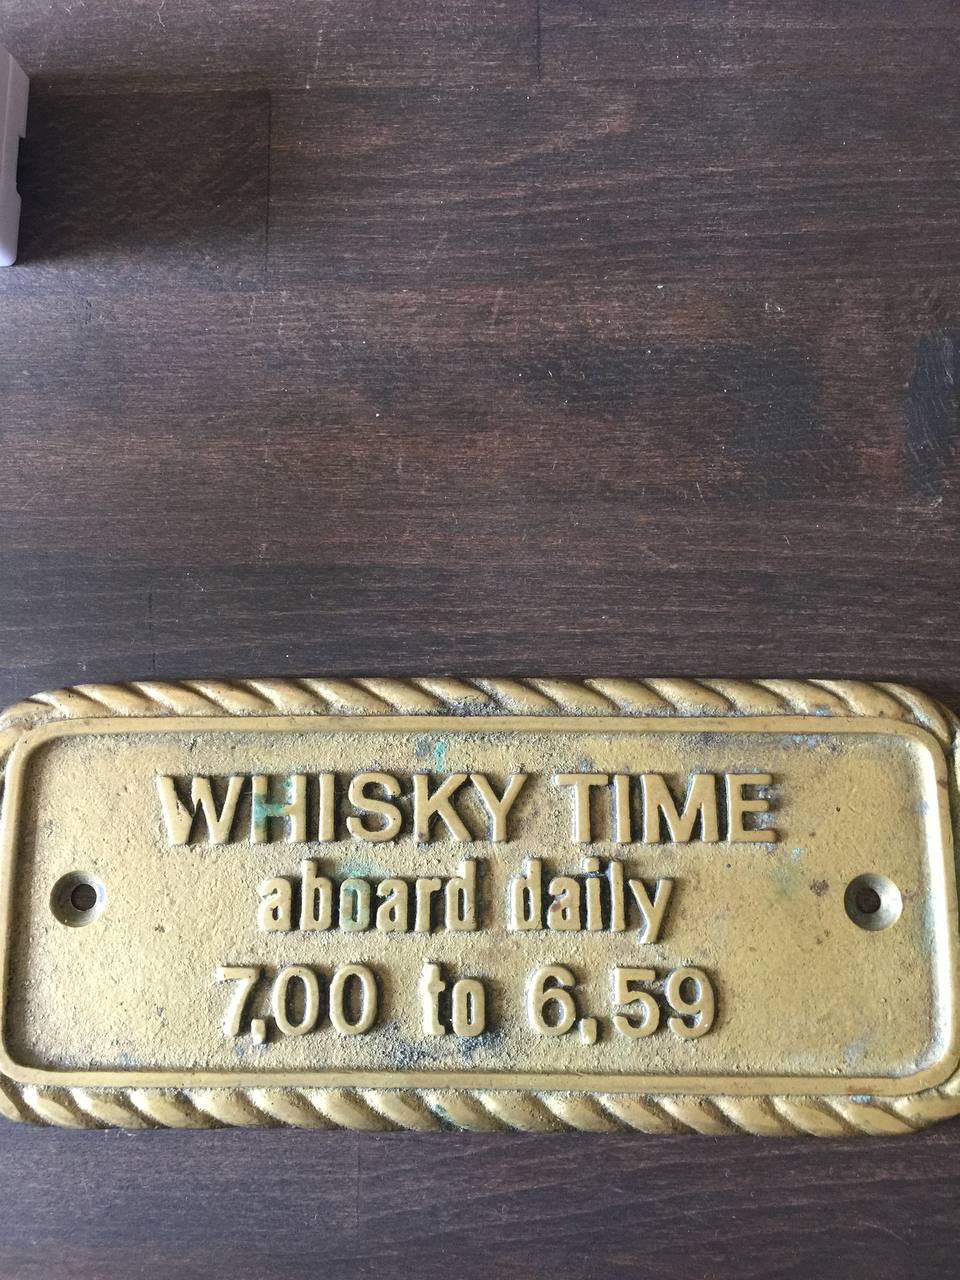 WHISKY TIME
aboard daily
7,00 to 6,59